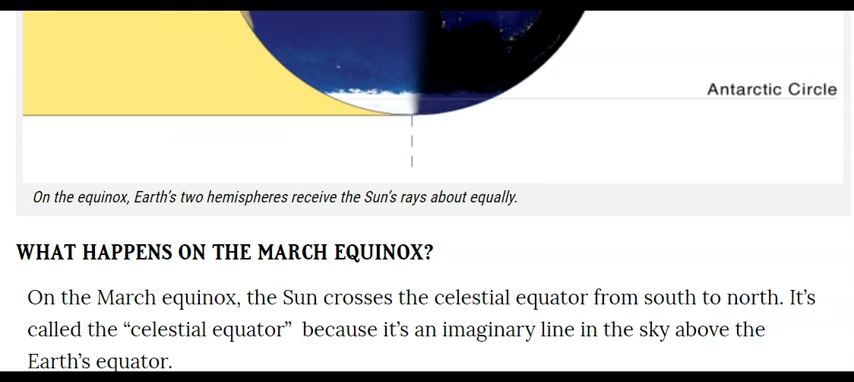 Antarctic Circle
On the equinox, Earth's two hemispheres receive the Sun's rays about equally.
WHAT HAPPENS ON THE MARCH EQUINOX?
On the March equinox, the Sun crosses the celestial equator from south to north. It’s
called the “celestial equator”  because it’s an imaginary line in the sky above the
Earth’s equator.